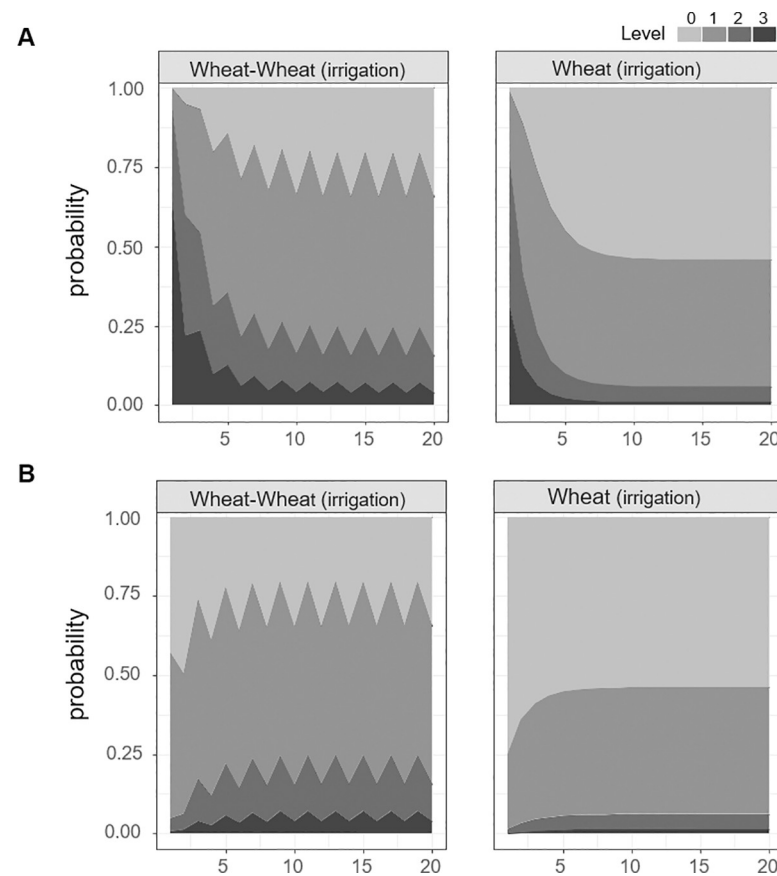 A
Level 0 1 2 3
Wheat-Wheat (irrigation)
Wheat (irrigation)
probability
1.00
0.75
0.50
0.25
0.00
5 10 15 20
5 10 15 20
B
Wheat-Wheat (irrigation)
Wheat (irrigation)
probability
1.00
0.75
0.50
0.25
0.00
5 10 15 20
5 10 15 20